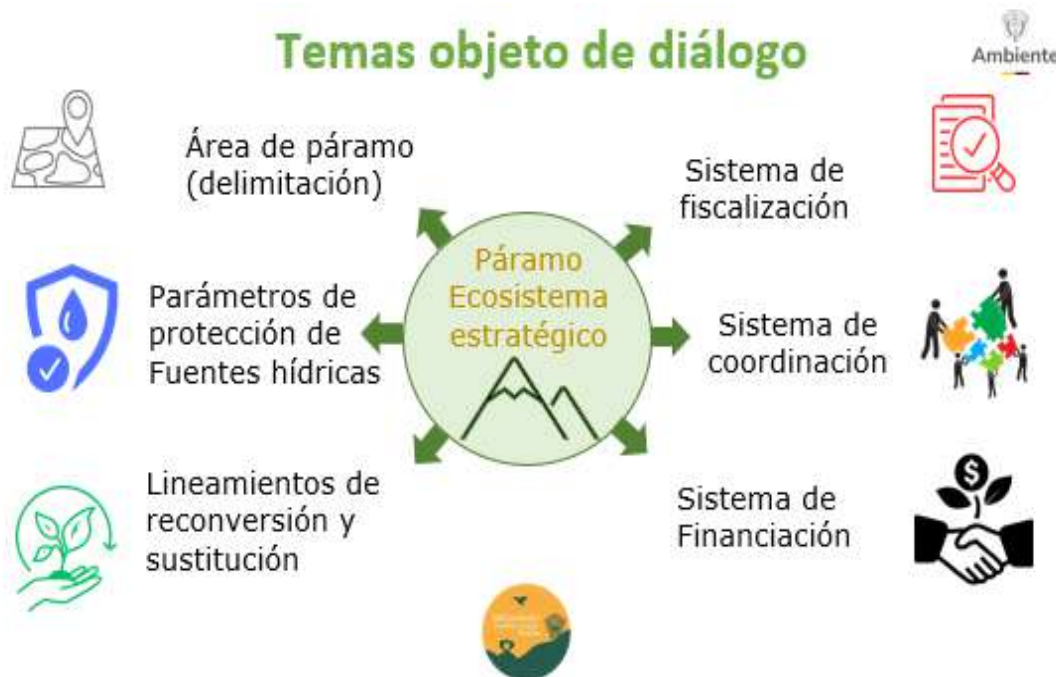 Temas objeto de diálogo
Ambiente
Área de páramo
(delimitación)
Parámetros de
protección de
Fuentes hídricas
Lineamientos de
reconversión y
sustitución
Páramo
Ecosistema
estratégico
Sistema de
fiscalización
Sistema de
coordinación
Sistema de
Financiación
$